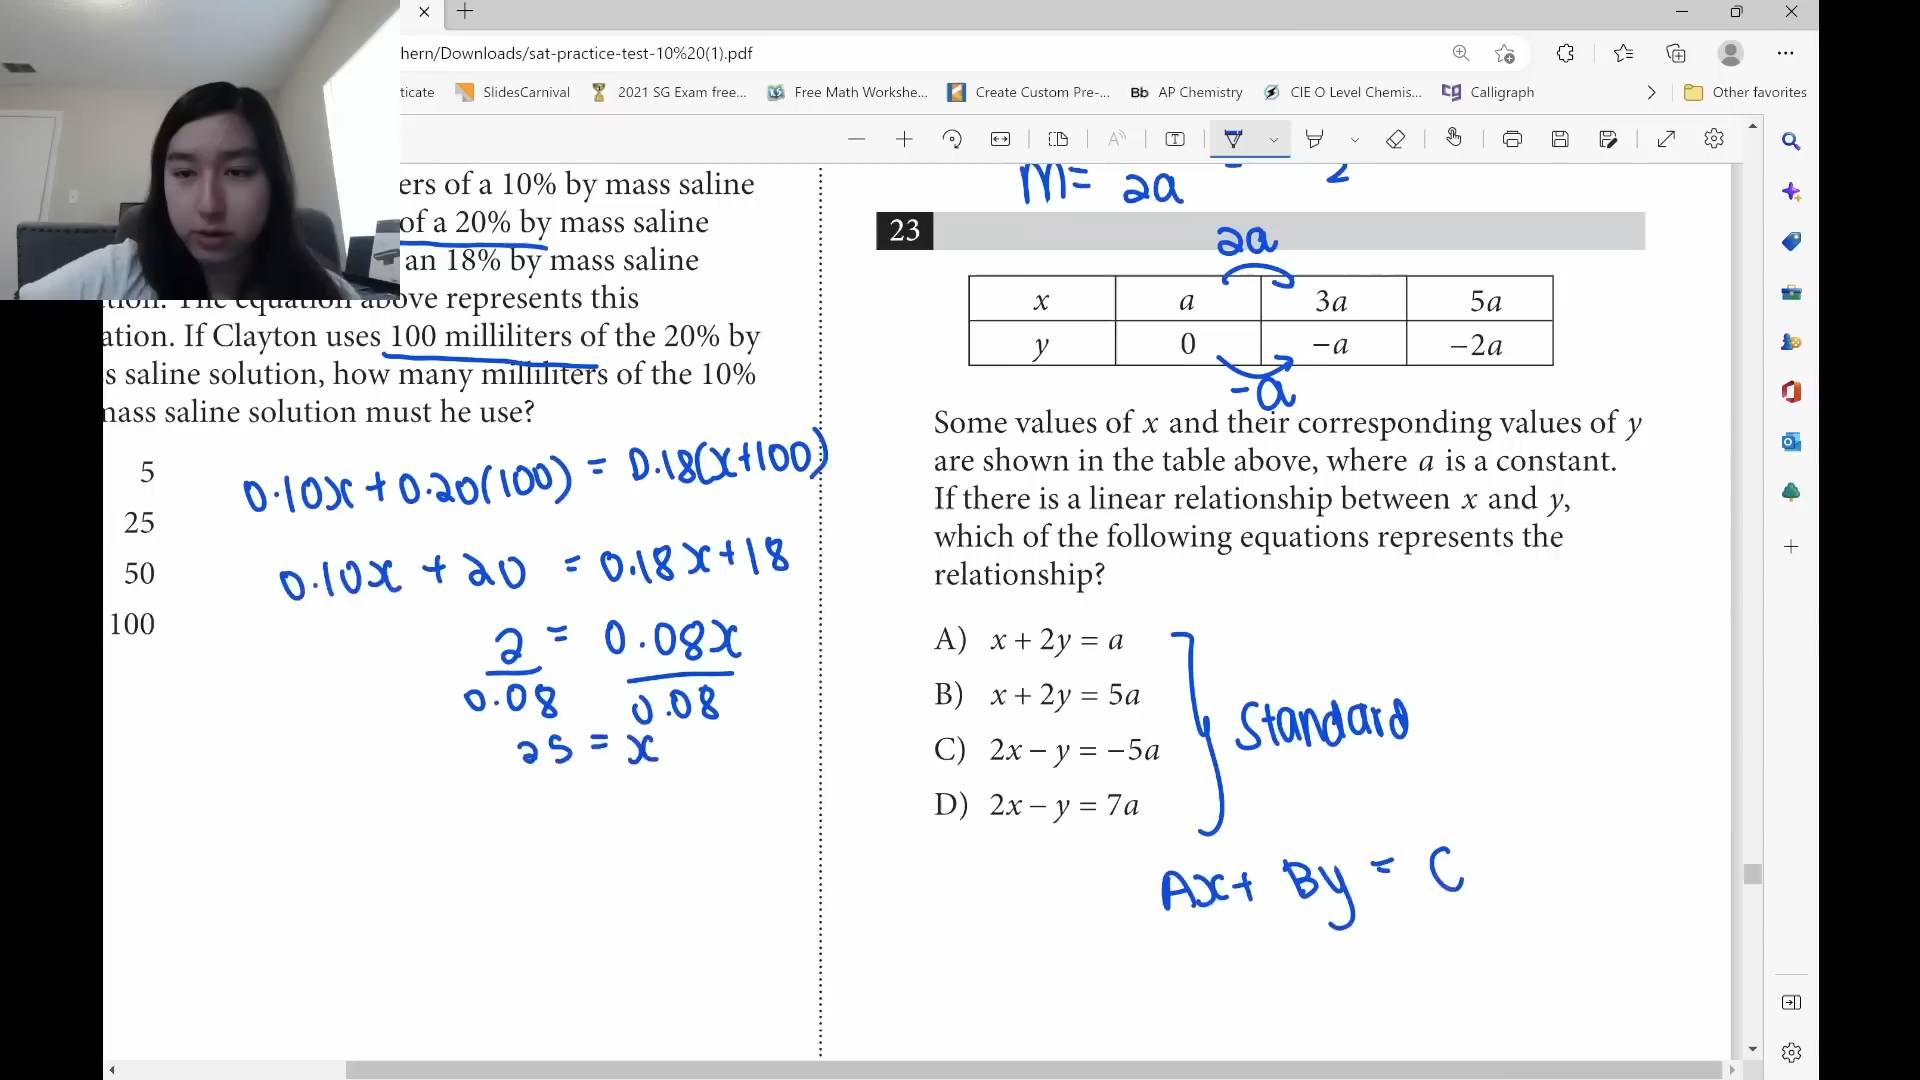 hern/Downloads/sat-practice-test-10%20(1).pdf
ticate SlidesCarnival 2021 SG Exam free... Free Math Workshe... Create Custom Pre-... Bb AP Chemistry CIE O Level Chemis... Calligraph Other favorites
ers of a 10% by mass saline
of a 20% by mass saline
an 18% by mass saline
tion. The equation above represents this
ation. If Clayton uses 100 milliliters of the 20% by
s saline solution, how many milliliters of the 10%
mass saline solution must he use?
5
25
50
100
0.10x + 0.20(100) = 0.18(x+100)
0.10x + 20 = 0.18x + 18
2 = 0.08x
0.08 0.08
25 = x
m= 2a 2
23
2a
x a 3a 5a
y 0 −a −2a
-a
Some values of x and their corresponding values of y
are shown in the table above, where a is a constant.
If there is a linear relationship between x and y,
which of the following equations represents the
relationship?
A) x + 2y = a
B) x + 2y = 5a
C) 2x − y = −5a
D) 2x − y = 7a
Standard
Ax + By = C